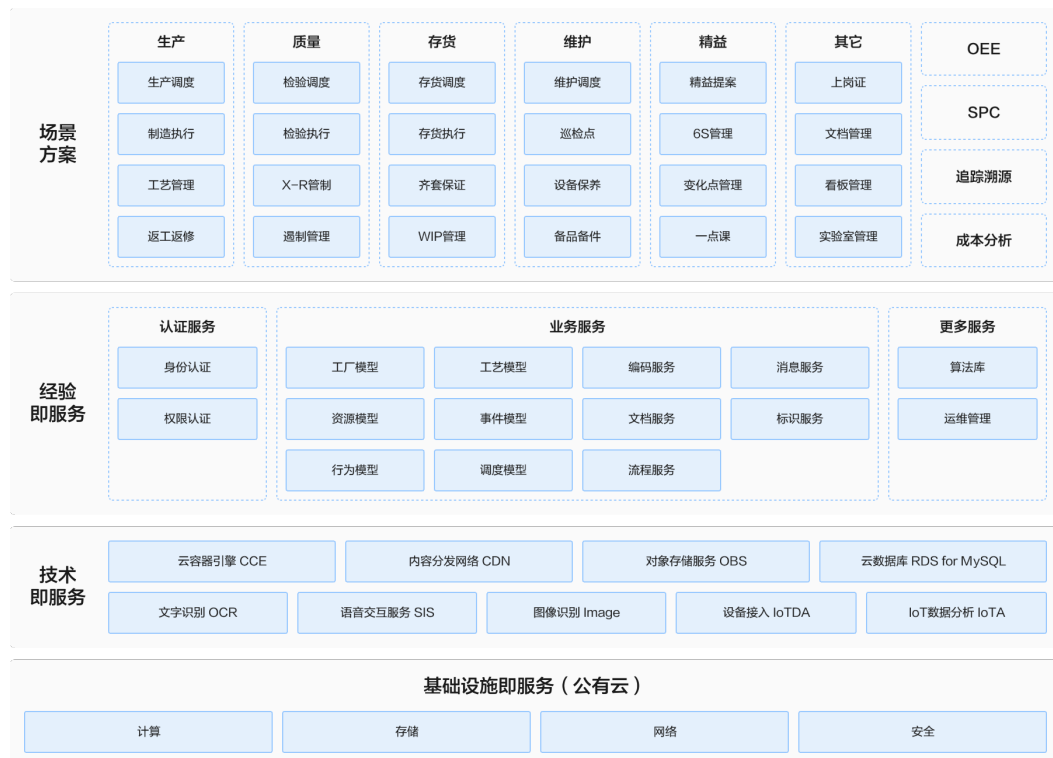 场景
方案
生产
生产调度
制造执行
工艺管理
返工返修
质量
检验调度
检验执行
X-R管制
遏制管理
存货
存货调度
存货执行
齐套保证
WIP管理
维护
维护调度
巡检点
设备保养
备品备件
精益
精益提案
6S管理
变化点管理
一点课
其它
上岗证
文档管理
看板管理
实验室管理
OEE
SPC
追踪溯源
成本分析
经验
即服务
认证服务
身份认证
权限认证
业务服务
工厂模型
工艺模型
编码服务
消息服务
资源模型
事件模型
文档服务
标识服务
行为模型
调度模型
流程服务
更多服务
算法库
运维管理
技术
即服务
云容器引擎 CCE
内容分发网络 CDN
对象存储服务 OBS
云数据库 RDS for MySQL
文字识别 OCR
语音交互服务 SIS
图像识别 Image
设备接入 IoTDA
IoT数据分析 IoTA
基础设施即服务（公有云）
计算
存储
网络
安全